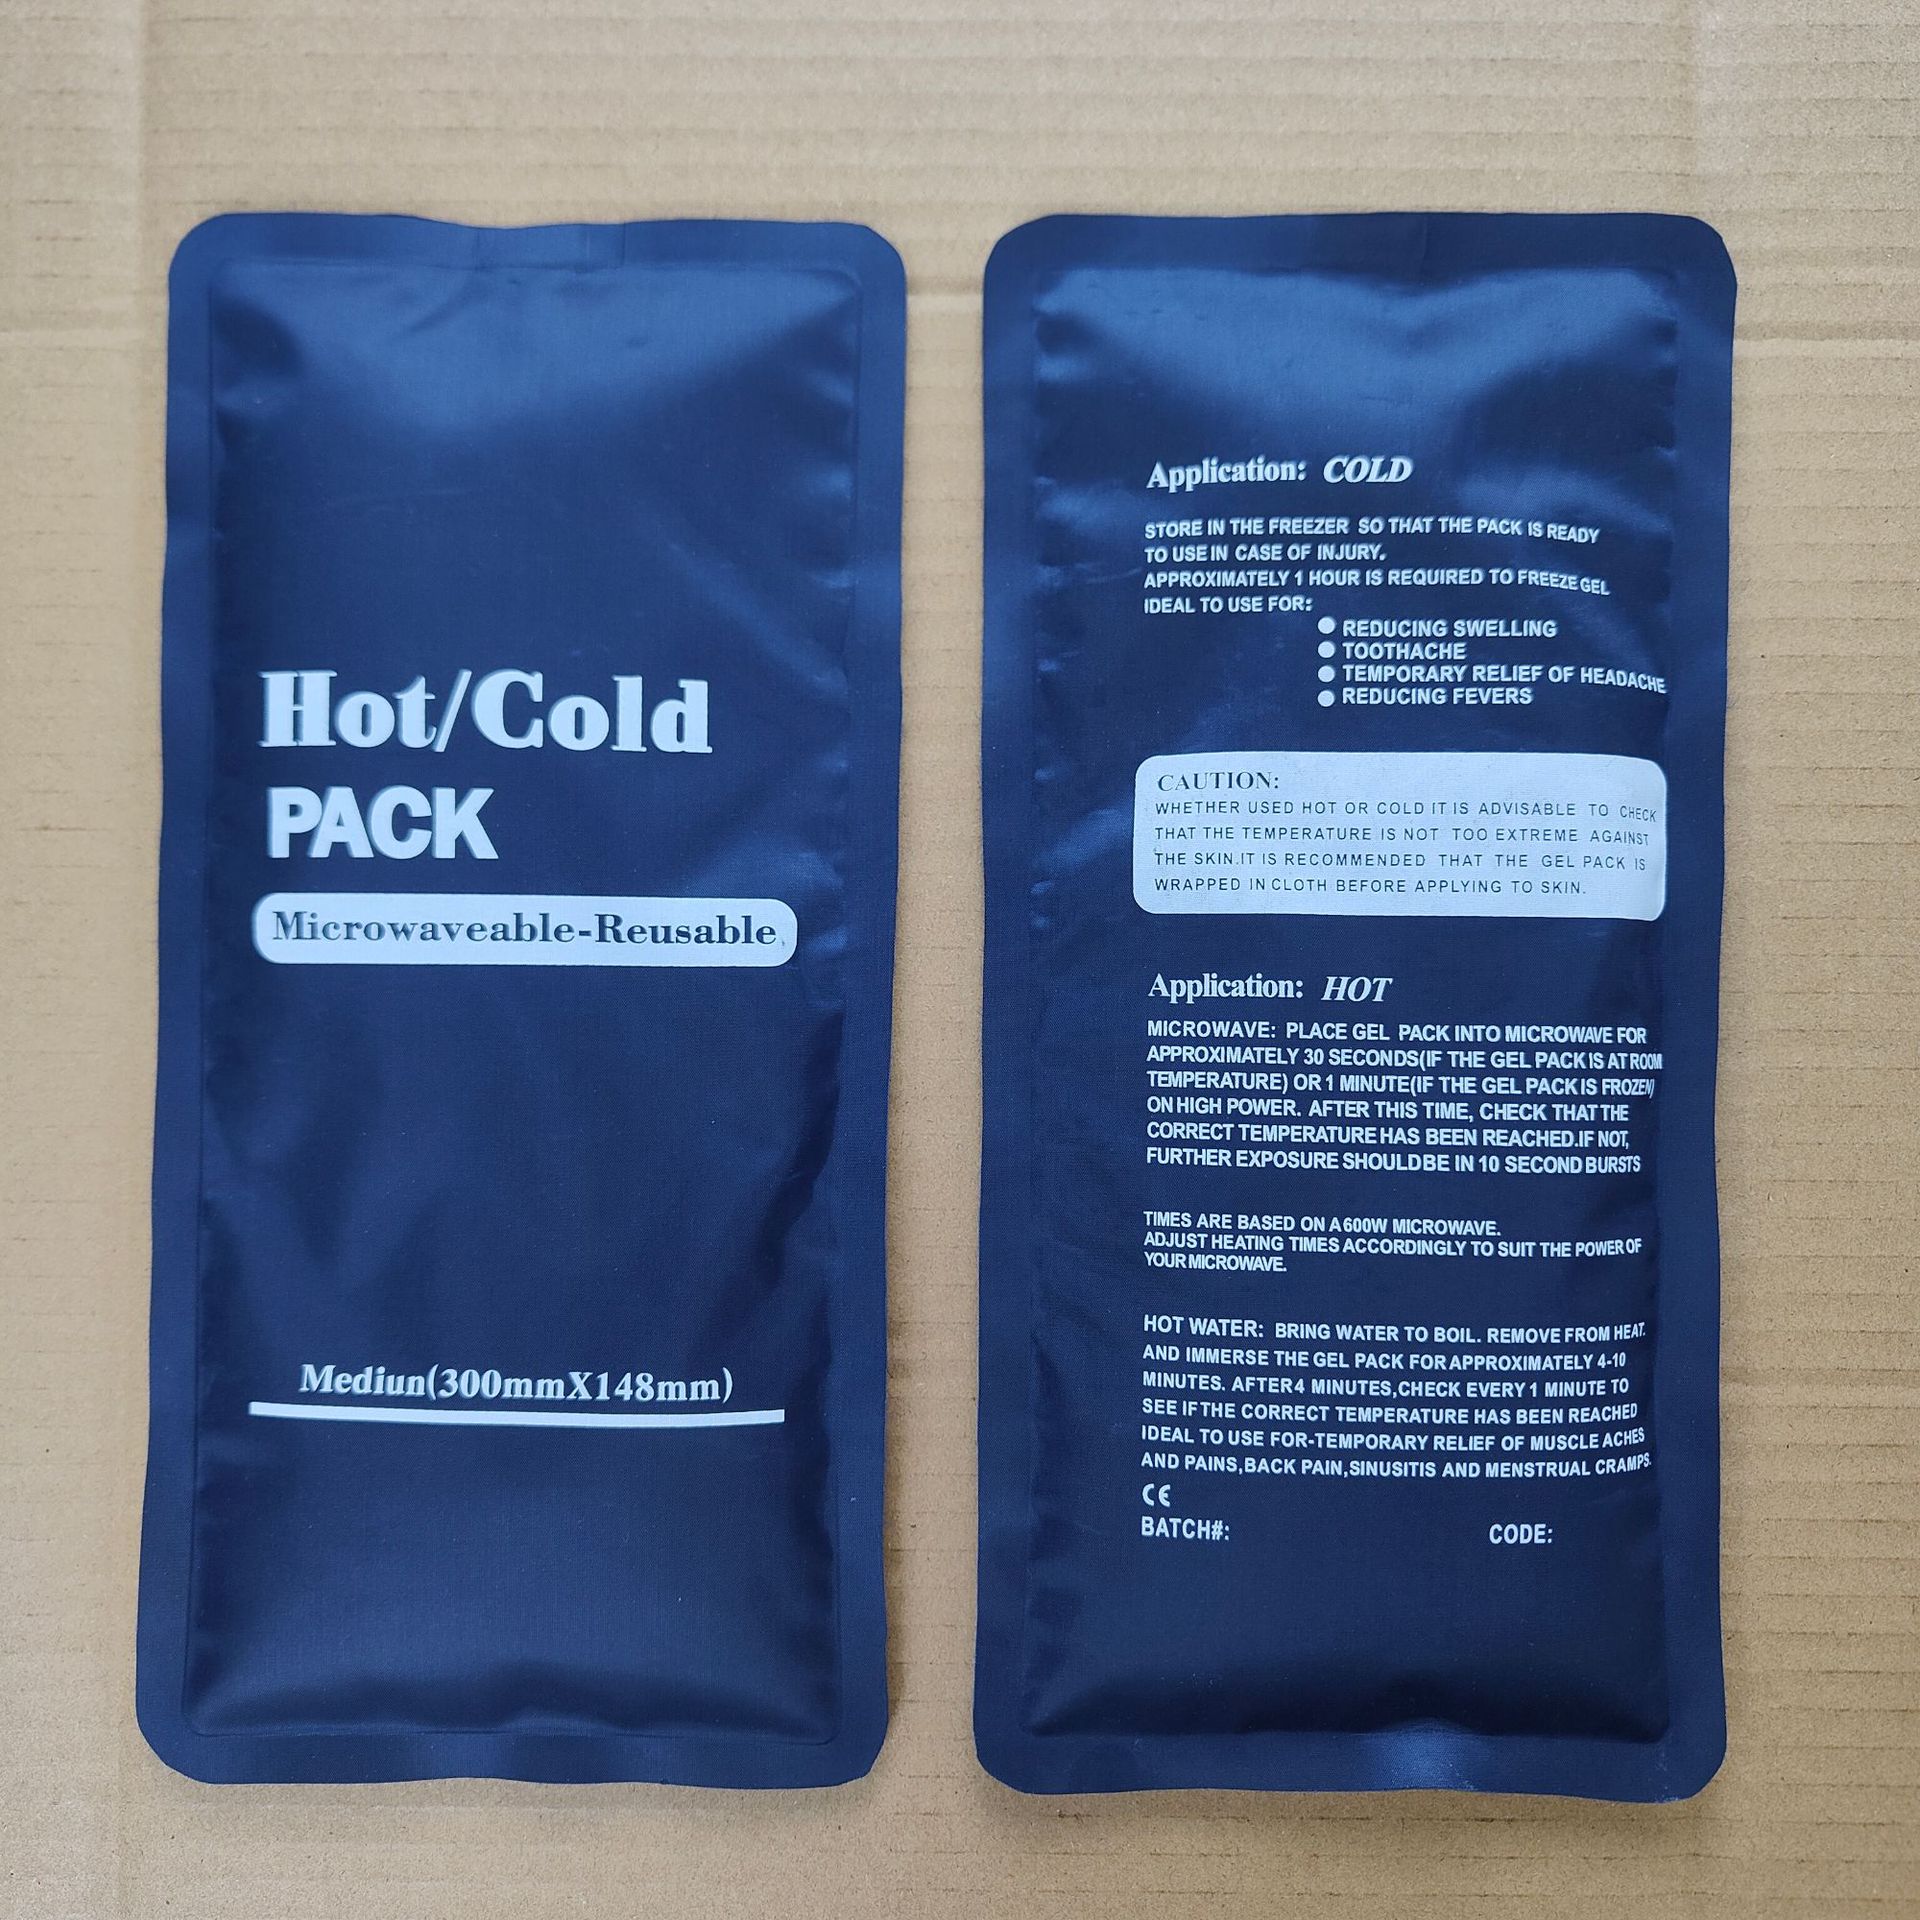 Hot/Cold
PACK
Microwaveable-Reusable
Mediun(300mmX148mm)
Application: COLD
STORE IN THE FREEZER SO THAT THE PACK IS READY
TO USE IN CASE OF INJURY.
APPROXIMATELY 1 HOUR IS REQUIRED TO FREEZE GEL
IDEAL TO USE FOR:
● REDUCING SWELLING
● TOOTHACHE
● TEMPORARY RELIEF OF HEADACHE
● REDUCING FEVERS
CAUTION:
WHETHER USED HOT OR COLD IT IS ADVISABLE TO CHECK
THAT THE TEMPERATURE IS NOT TOO EXTREME AGAINST
THE SKIN.IT IS RECOMMENDED THAT THE GEL PACK IS
WRAPPED IN CLOTH BEFORE APPLYING TO SKIN.
Application: HOT
MICROWAVE: PLACE GEL PACK INTO MICROWAVE FOR
APPROXIMATELY 30 SECONDS(IF THE GEL PACK IS AT ROOM
TEMPERATURE) OR 1 MINUTE(IF THE GEL PACK IS FROZEN)
ON HIGH POWER. AFTER THIS TIME, CHECK THAT THE
CORRECT TEMPERATURE HAS BEEN REACHED.IF NOT,
FURTHER EXPOSURE SHOULD BE IN 10 SECOND BURSTS
TIMES ARE BASED ON A 600W MICROWAVE.
ADJUST HEATING TIMES ACCORDINGLY TO SUIT THE POWER OF
YOUR MICROWAVE.
HOT WATER: BRING WATER TO BOIL. REMOVE FROM HEAT.
AND IMMERSE THE GEL PACK FOR APPROXIMATELY 4-10
MINUTES. AFTER 4 MINUTES,CHECK EVERY 1 MINUTE TO
SEE IF THE CORRECT TEMPERATURE HAS BEEN REACHED
IDEAL TO USE FOR-TEMPORARY RELIEF OF MUSCLE ACHES
AND PAINS,BACK PAIN,SINUSITIS AND MENSTRUAL CRAMPS.
CE
BATCH#: CODE: